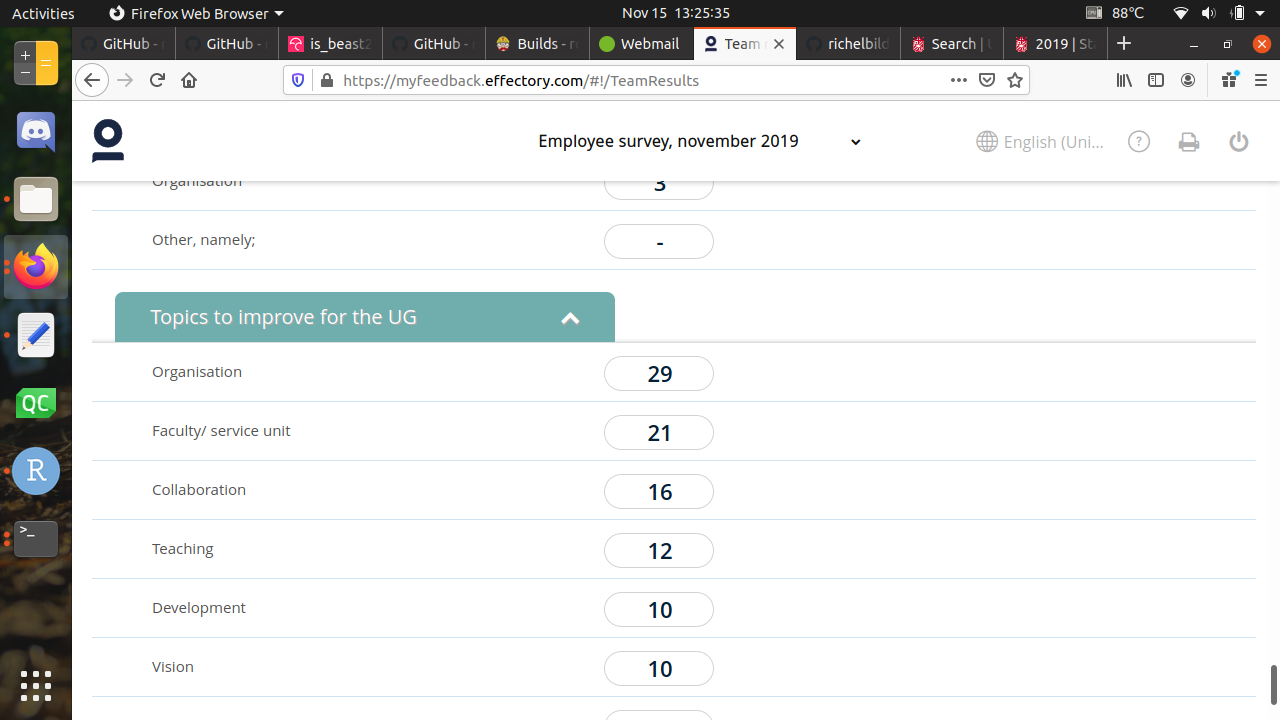 Activities
Firefox Web Browser
Nov 15 13:25:35
88°C
GitHub -
GitHub -
is_beast2
GitHub -
Builds - r
Webmail
Team
richelbild
Search | U
2019 | Sta
https://myfeedback.effectory.com/#!/TeamResults
Employee survey, november 2019
English (Uni...
?
Organisation
3
Other, namely;
-
Topics to improve for the UG
Organisation
29
Faculty/ service unit
21
Collaboration
16
Teaching
12
Development
10
Vision
10
QC
R
>_